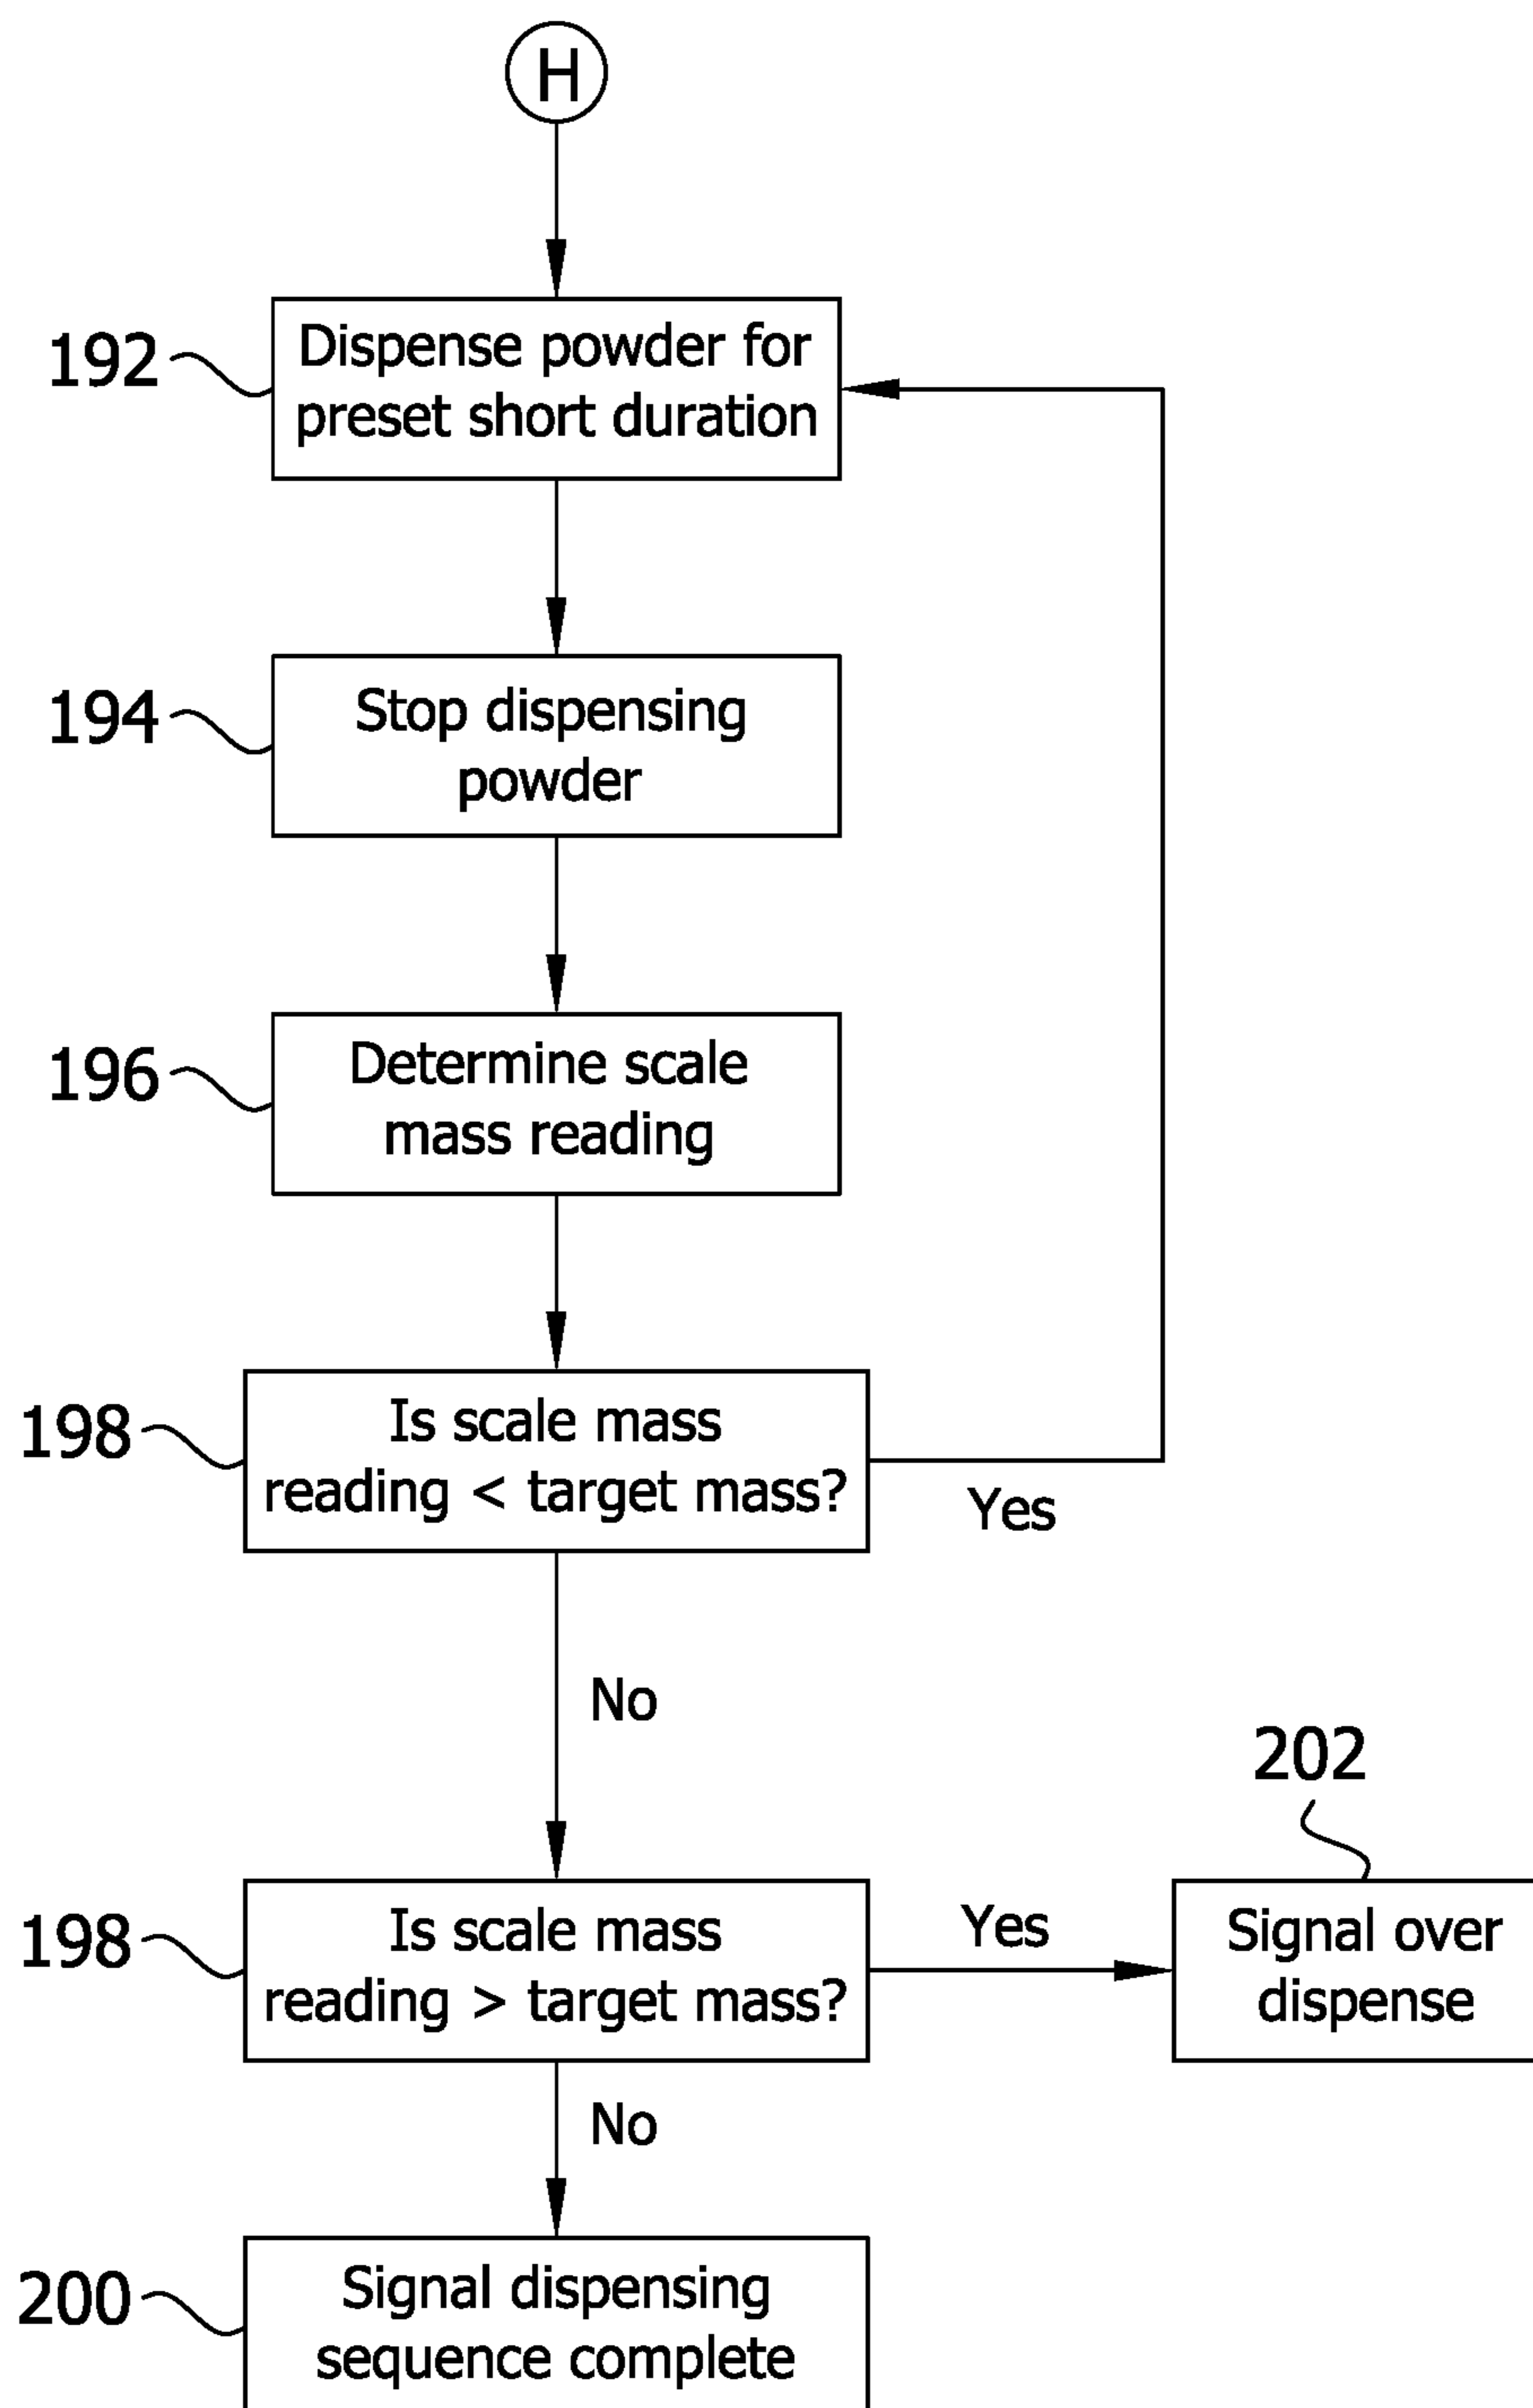 H
192
Dispense powder for
preset short duration
194
Stop dispensing
powder
196
Determine scale
mass reading
198
Is scale mass
reading < target mass?
Yes
No
202
198
Is scale mass
reading > target mass?
Yes
Signal over
dispense
No
200
Signal dispensing
sequence complete